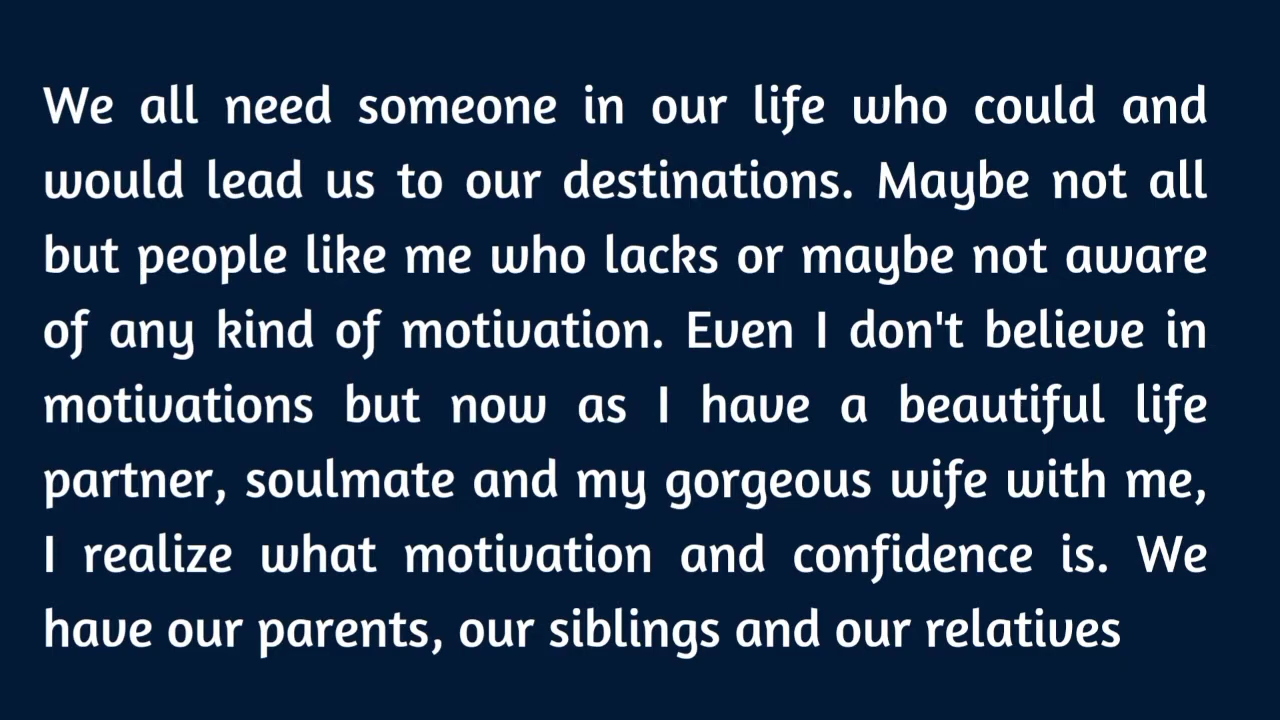 We all need someone in our life who could and
would lead us to our destinations. Maybe not all
but people like me who lacks or maybe not aware
of any kind of motivation. Even I don't believe in
motivations but now as I have a beautiful life
partner, soulmate and my gorgeous wife with me,
I realize what motivation and confidence is. We
have our parents, our siblings and our relatives